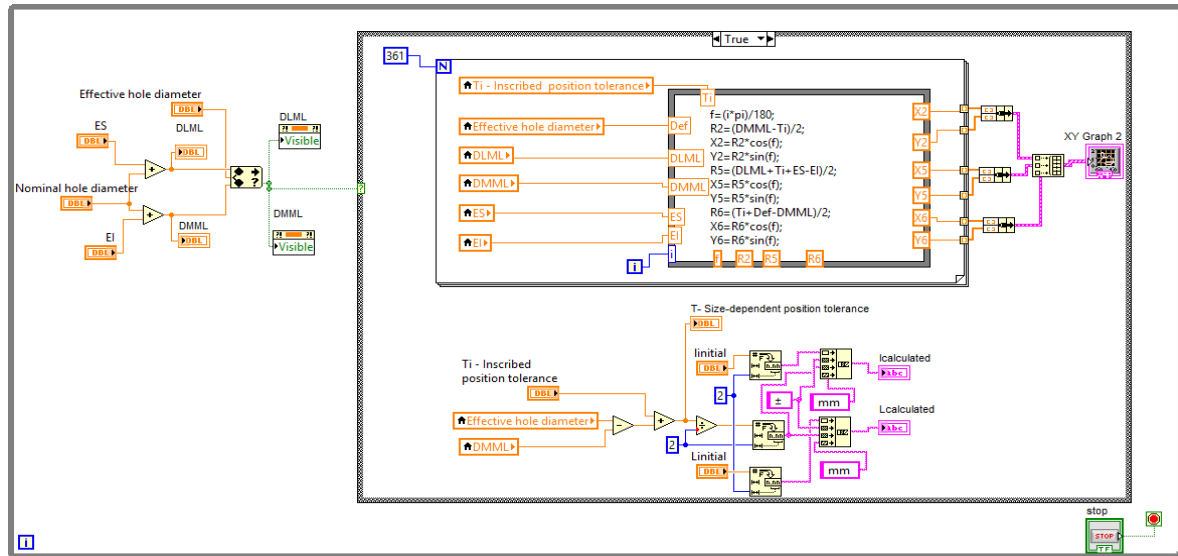 True
361
N
Ti - Inscribed position tolerance
Ti
Effective hole diameter
DBL
DLML
DBL
ES
DBL
Nominal hole diameter
DBL
EI
DBL
DMML
DBL
DLML
Visible
DMML
Visible
Effective hole diameter
DLML
DMML
ES
EI
i
Def
DLML
DMML
ES
EI
i
f=(i*pi)/180;
R2=(DMML-Ti)/2;
X2=R2*cos(f);
Y2=R2*sin(f);
R5=(DLML+Ti+ES-EI)/2;
X5=R5*cos(f);
Y5=R5*sin(f);
R6=(Ti+Def-DMML)/2;
X6=R6*cos(f);
Y6=R6*sin(f);
f
R2
R5
R6
X2
Y2
X5
Y5
X6
Y6
XY Graph 2
T- Size-dependent position tolerance
DBL
Ti - Inscribed
position tolerance
DBL
Effective hole diameter
DMML
2
Iinitial
DBL
2
±
mm
Icalculated
abc
Lcalculated
abc
Linitial
DBL
mm
stop
STOP
TF
i